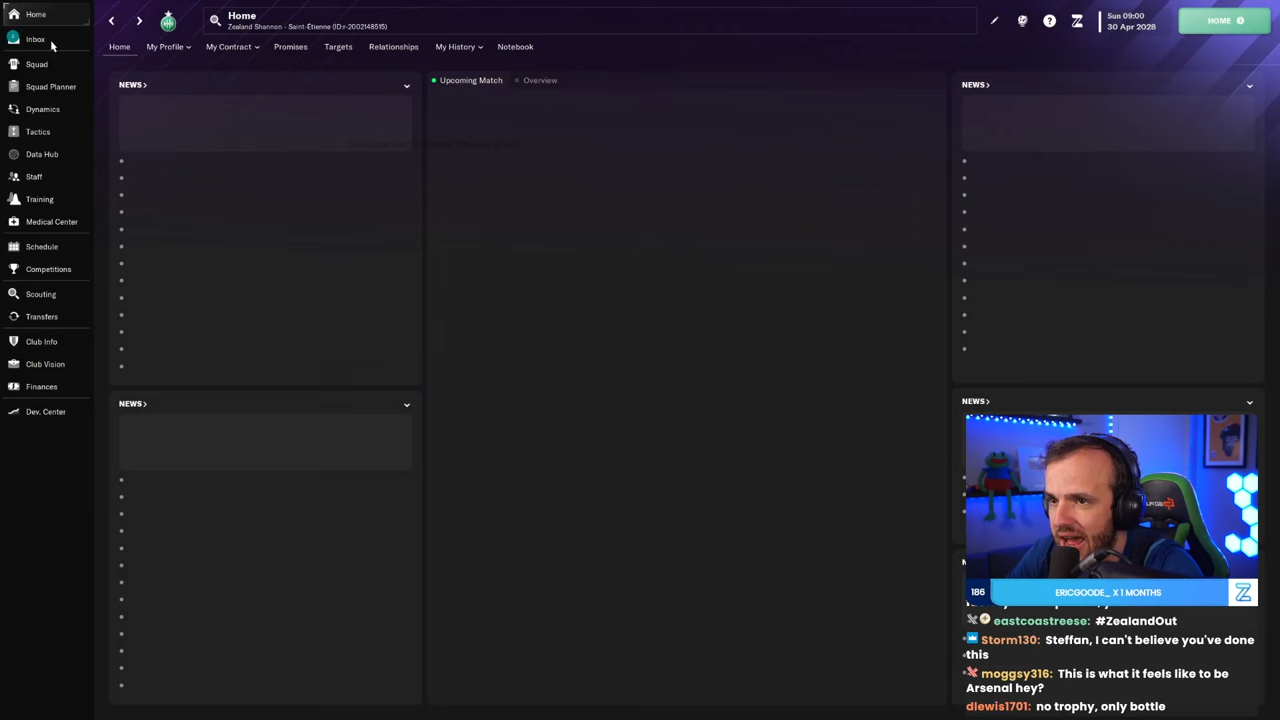 Home
Inbox
Squad
Squad Planner
Dynamics
Tactics
Data Hub
Staff
Training
Medical Center
Schedule
Competitions
Scouting
Transfers
Club Info
Club Vision
Finances
Dev. Center
Home
Zealand Shannon - Saint-Étienne (ID:r-2002148515)
Sun 09:00
30 Apr 2028
HOME
Home
My Profile
My Contract
Promises
Targets
Relationships
My History
Notebook
NEWS>
Upcoming Match
Overview
NEWS>
NEWS>
NEWS>
186
ERICGOODE_ X 1 MONTHS
eastcoastreese: #ZealandOut
Storm130: Steffan, I can't believe you've done
this
moggsy316: This is what it feels like to be
Arsenal hey?
dlewis1701: no trophy, only bottle